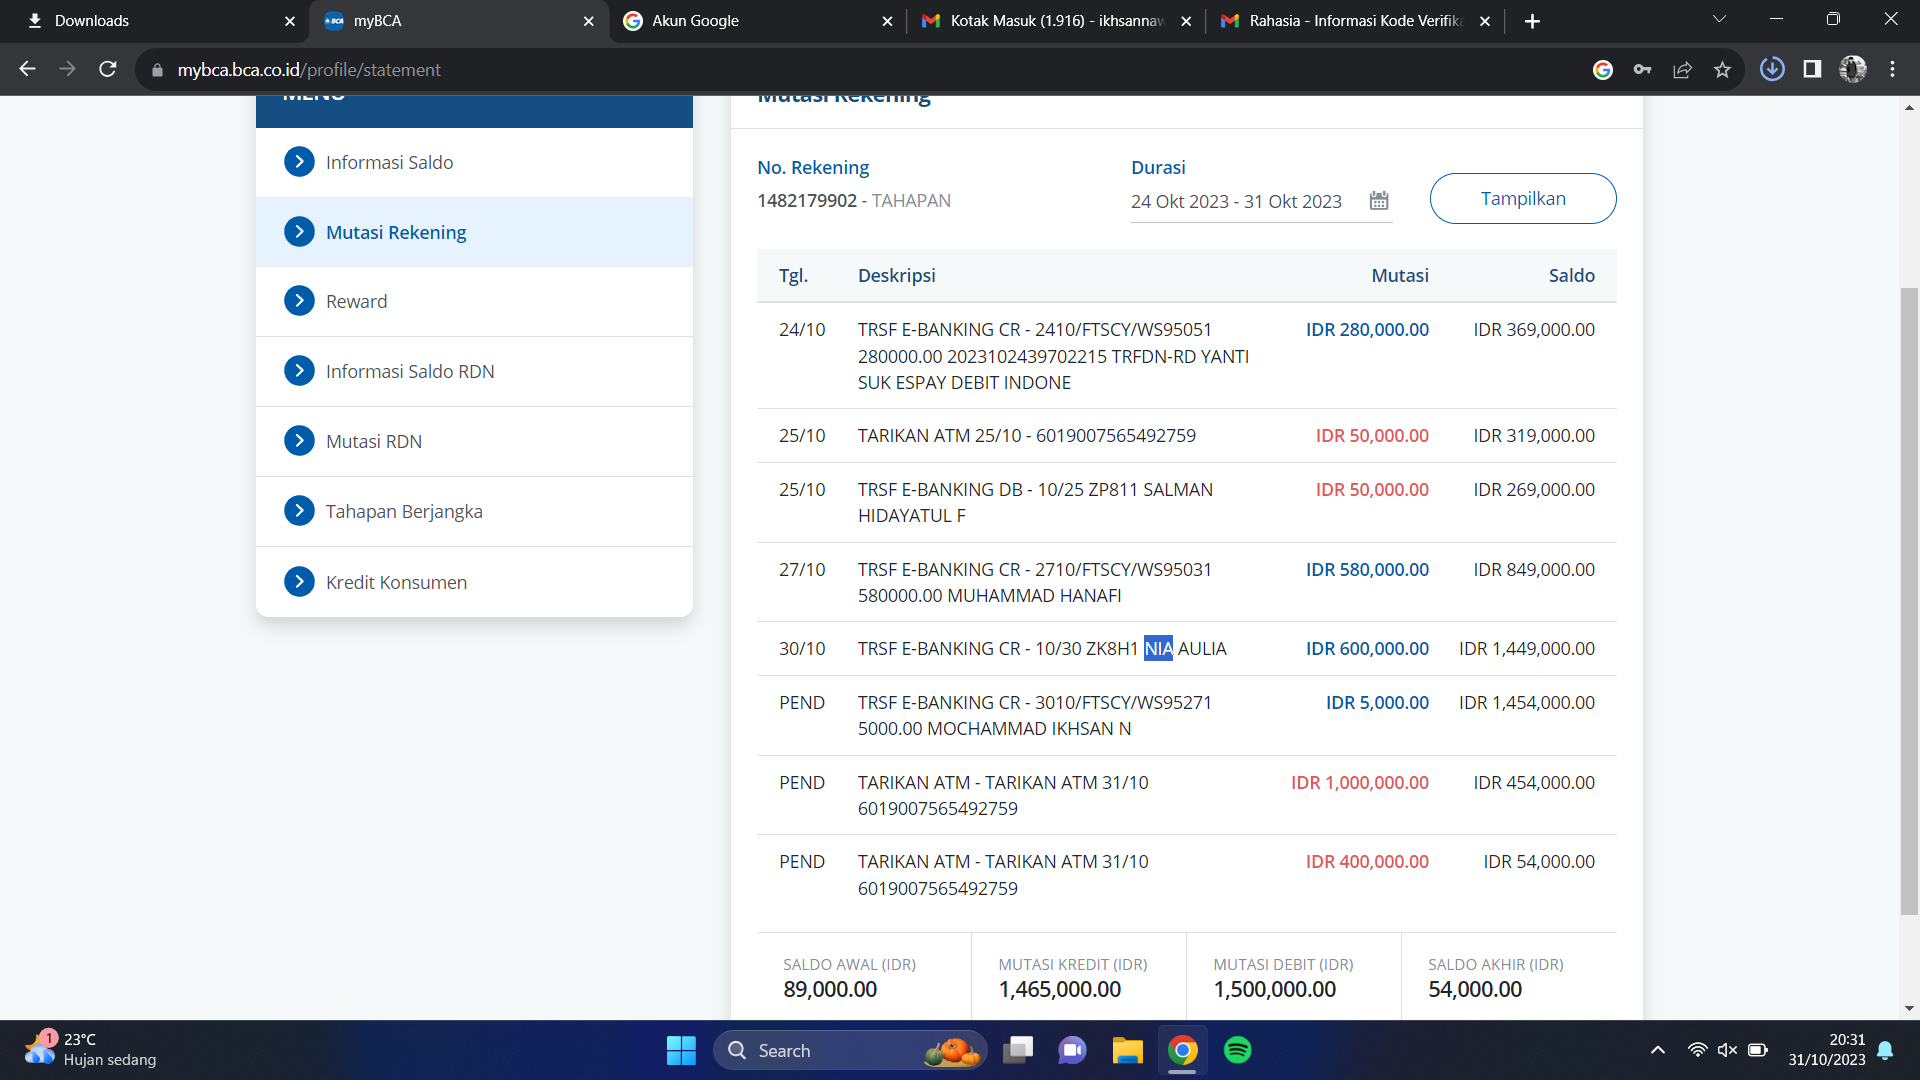 Downloads
myBCA
Akun Google
Kotak Masuk (1.916) - ikhsannaw
Rahasia - Informasi Kode Verifika
mybca.bca.co.id/profile/statement
MENU
Informasi Saldo
Mutasi Rekening
Reward
Informasi Saldo RDN
Mutasi RDN
Tahapan Berjangka
Kredit Konsumen
Mutasi Rekening
No. Rekening
1482179902 - TAHAPAN
Durasi
24 Okt 2023 - 31 Okt 2023
Tampilkan
Tgl. Deskripsi Mutasi Saldo
24/10 TRSF E-BANKING CR - 2410/FTSCY/WS95051 IDR 280,000.00 IDR 369,000.00
280000.00 2023102439702215 TRFDN-RD YANTI
SUK ESPAY DEBIT INDONE
25/10 TARIKAN ATM 25/10 - 6019007565492759 IDR 50,000.00 IDR 319,000.00
25/10 TRSF E-BANKING DB - 10/25 ZP811 SALMAN IDR 50,000.00 IDR 269,000.00
HIDAYATUL F
27/10 TRSF E-BANKING CR - 2710/FTSCY/WS95031 IDR 580,000.00 IDR 849,000.00
580000.00 MUHAMMAD HANAFI
30/10 TRSF E-BANKING CR - 10/30 ZK8H1 NIA AULIA IDR 600,000.00 IDR 1,449,000.00
PEND TRSF E-BANKING CR - 3010/FTSCY/WS95271 IDR 5,000.00 IDR 1,454,000.00
5000.00 MOCHAMMAD IKHSAN N
PEND TARIKAN ATM - TARIKAN ATM 31/10 IDR 1,000,000.00 IDR 454,000.00
6019007565492759
PEND TARIKAN ATM - TARIKAN ATM 31/10 IDR 400,000.00 IDR 54,000.00
6019007565492759
SALDO AWAL (IDR) MUTASI KREDIT (IDR) MUTASI DEBIT (IDR) SALDO AKHIR (IDR)
89,000.00 1,465,000.00 1,500,000.00 54,000.00
1
23°C
Hujan sedang
Search
20:31
31/10/2023